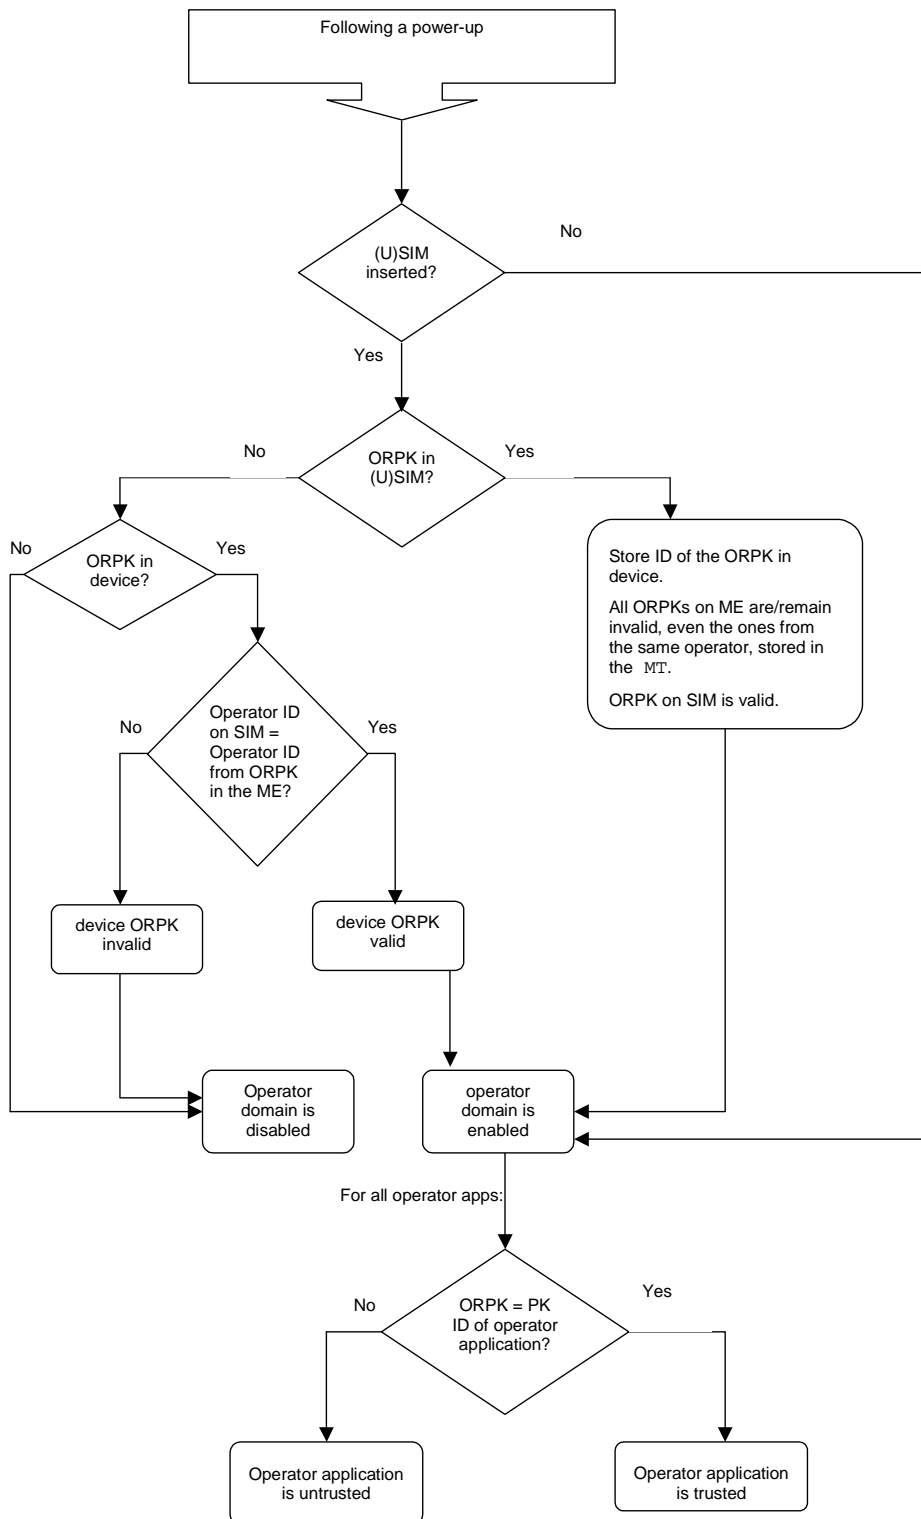 Following a power-up
(U)SIM
inserted?
No
Yes
ORPK in
(U)SIM?
No
Yes
ORPK in
device?
No
Yes
Store ID of the ORPK in
device.
All ORPKs on ME are/remain
invalid, even the ones from
the same operator, stored in
the MT.
ORPK on SIM is valid.
Operator ID
on SIM =
Operator ID
from ORPK
in the ME?
No
Yes
device ORPK
invalid
device ORPK
valid
Operator
domain is
disabled
operator
domain is
enabled
For all operator apps:
ORPK = PK
ID of operator
application?
No
Yes
Operator application
is untrusted
Operator application
is trusted